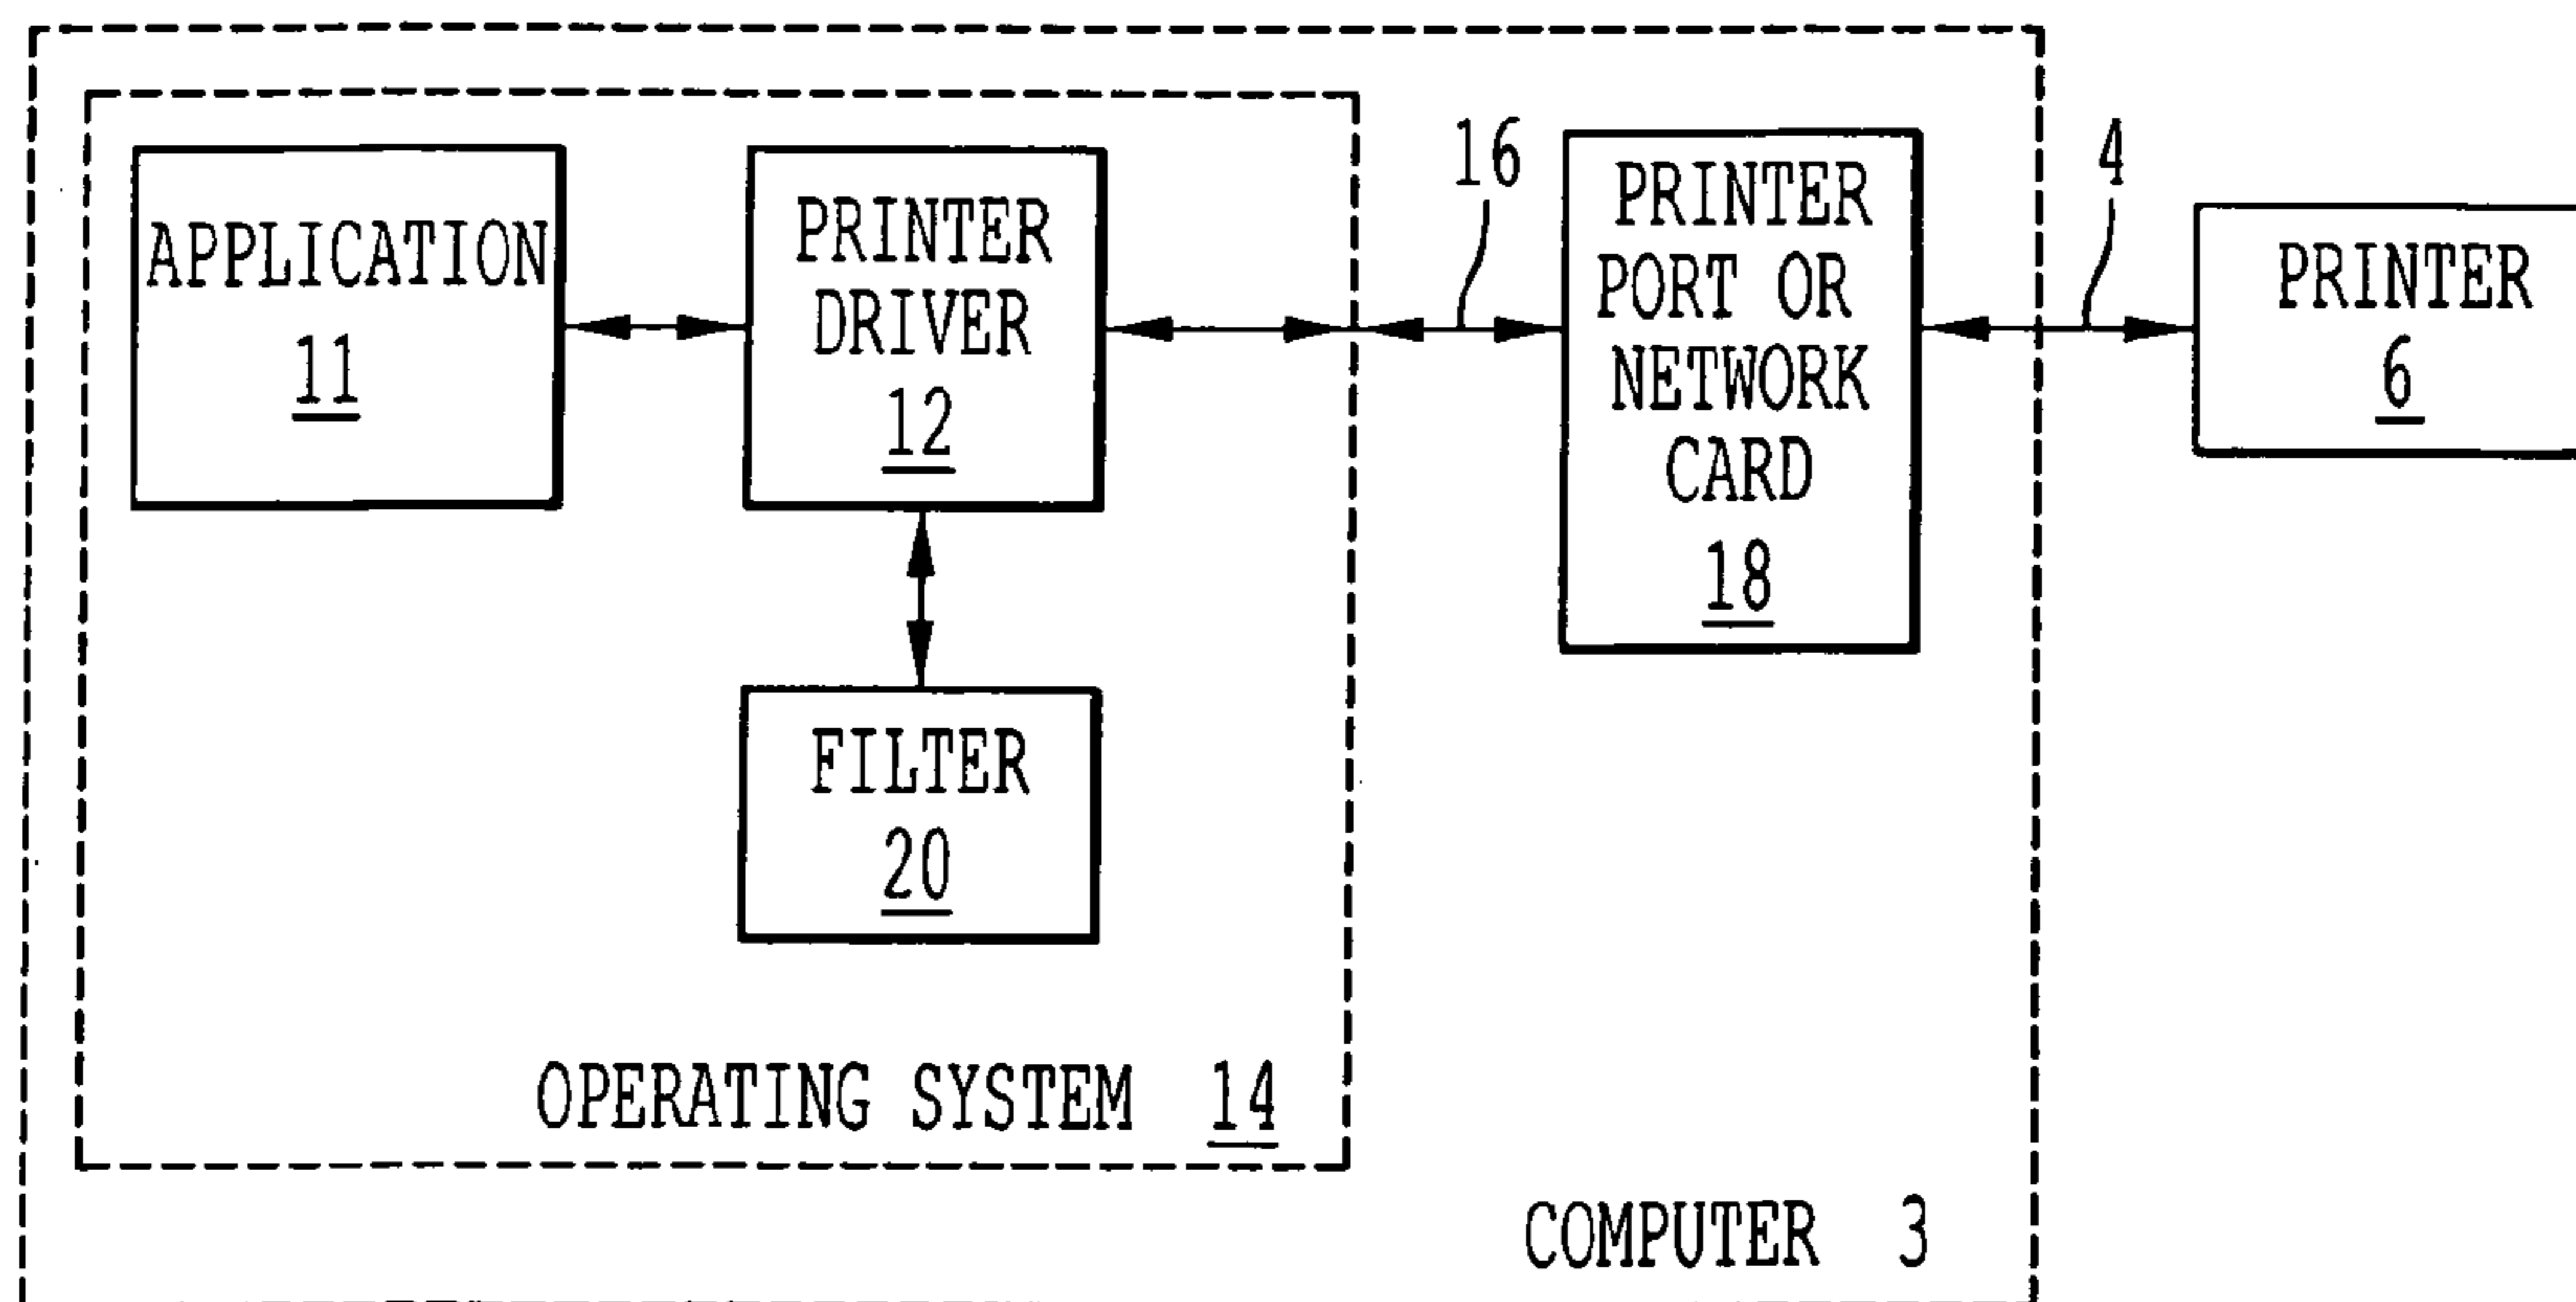 APPLICATION
11
PRINTER
DRIVER
12
16
PRINTER
PORT OR
NETWORK
CARD
18
4
PRINTER
6
FILTER
20
OPERATING SYSTEM 14
COMPUTER 3